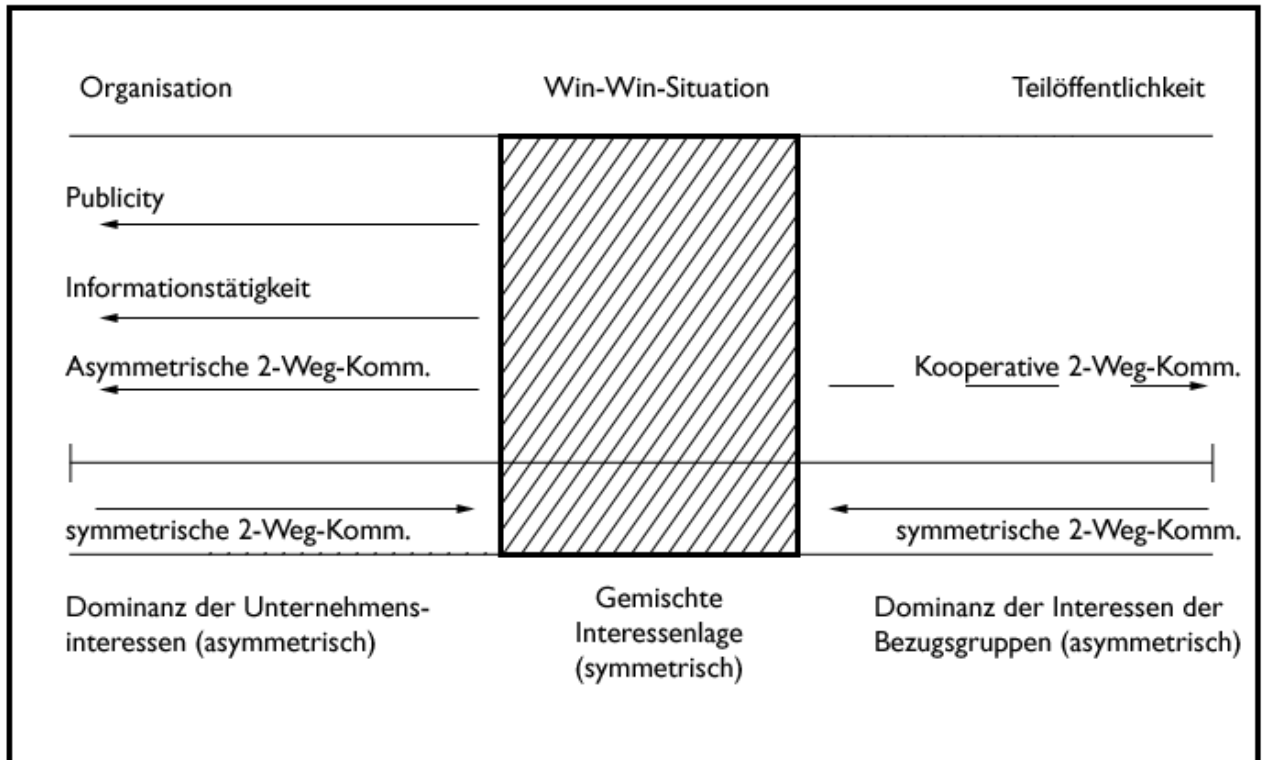 Organisation
Win-Win-Situation
Teilöffentlichkeit
Publicity
Informationstätigkeit
Asymmetrische 2-Weg-Komm.
Kooperative 2-Weg-Komm.
symmetrische 2-Weg-Komm.
symmetrische 2-Weg-Komm.
Dominanz der Unternehmens-
interessen (asymmetrisch)
Gemischte
Interessenlage
(symmetrisch)
Dominanz der Interessen der
Bezugsgruppen (asymmetrisch)